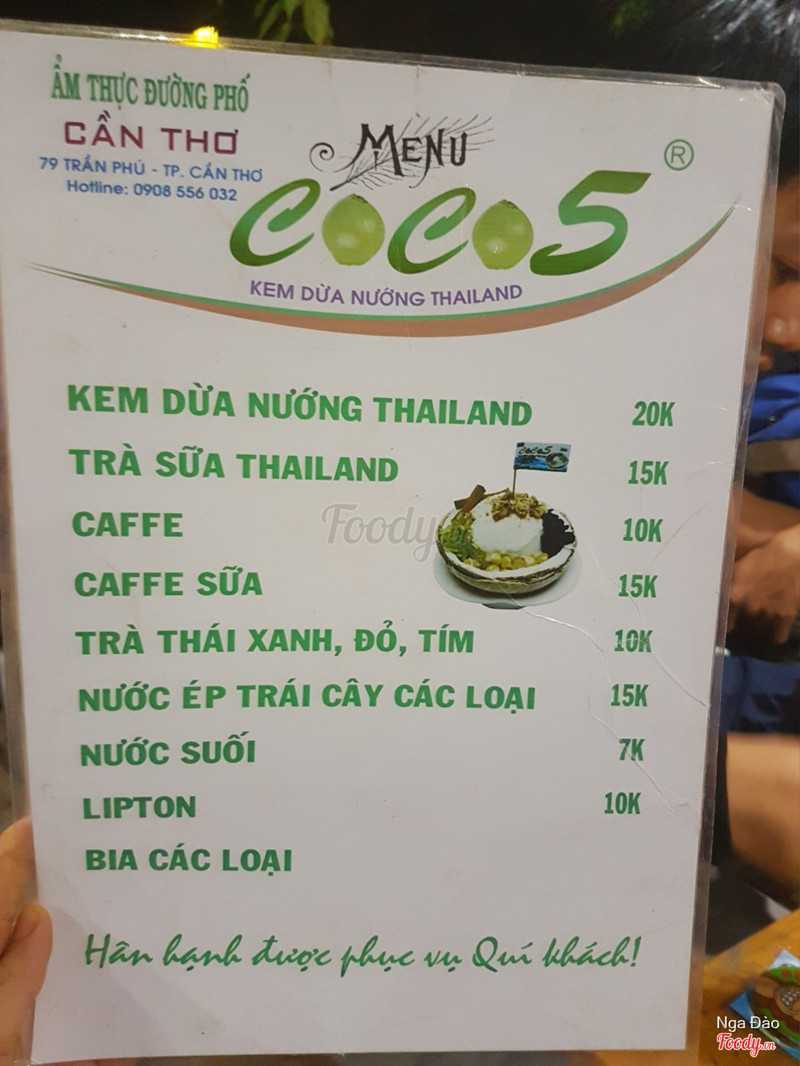 ẨM THỰC ĐƯỜNG PHỐ
CẦN THƠ
79 TRẦN PHÚ - TP. CẦN THƠ
Hotline: 0908 556 032
MENU
COCO5 ®
KEM DỪA NƯỚNG THAILAND
KEM DỪA NƯỚNG THAILAND 20K
TRÀ SỮA THAILAND 15K
COCO5
CAFFE 10K
Foody.vn
CAFFE SỮA 15K
TRÀ THÁI XANH, ĐỎ, TÍM 10K
NƯỚC ÉP TRÁI CÂY CÁC LOẠI 15K
NƯỚC SUỐI 7K
LIPTON 10K
BIA CÁC LOẠI
Hân hạnh được phục vụ Quí khách!
Nga Đào
Foody.vn